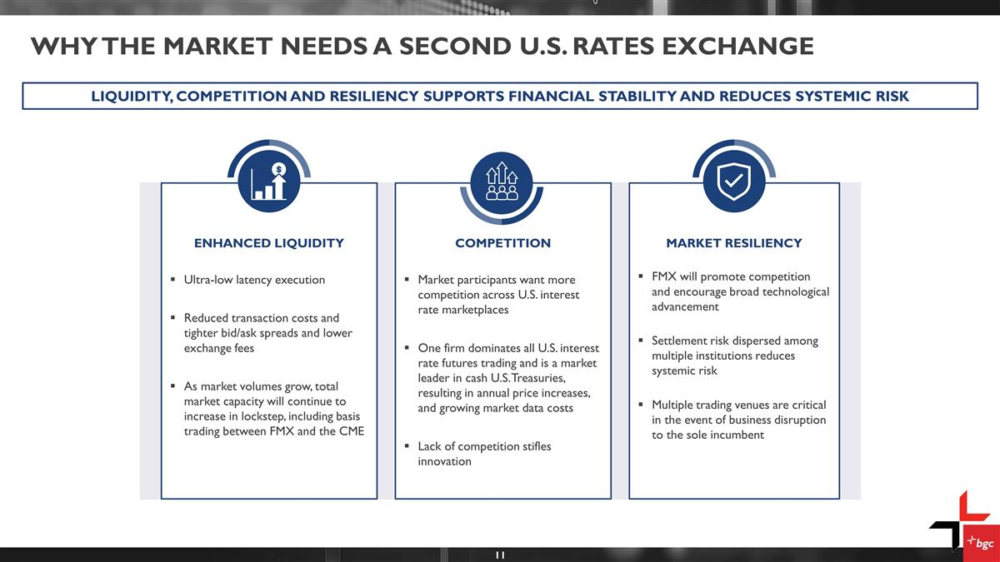 WHY THE MARKET NEEDS A SECOND U.S. RATES EXCHANGE
LIQUIDITY, COMPETITION AND RESILIENCY SUPPORTS FINANCIAL STABILITY AND REDUCES SYSTEMIC RISK
$
ENHANCED LIQUIDITY
▪ Ultra-low latency execution
▪ Reduced transaction costs and
tighter bid/ask spreads and lower
exchange fees
▪ As market volumes grow, total
market capacity will continue to
increase in lockstep, including basis
trading between FMX and the CME
COMPETITION
▪ Market participants want more
competition across U.S. interest
rate marketplaces
▪ One firm dominates all U.S. interest
rate futures trading and is a market
leader in cash U.S. Treasuries,
resulting in annual price increases,
and growing market data costs
▪ Lack of competition stifles
innovation
MARKET RESILIENCY
▪ FMX will promote competition
and encourage broad technological
advancement
▪ Settlement risk dispersed among
multiple institutions reduces
systemic risk
▪ Multiple trading venues are critical
in the event of business disruption
to the sole incumbent
11
bgc